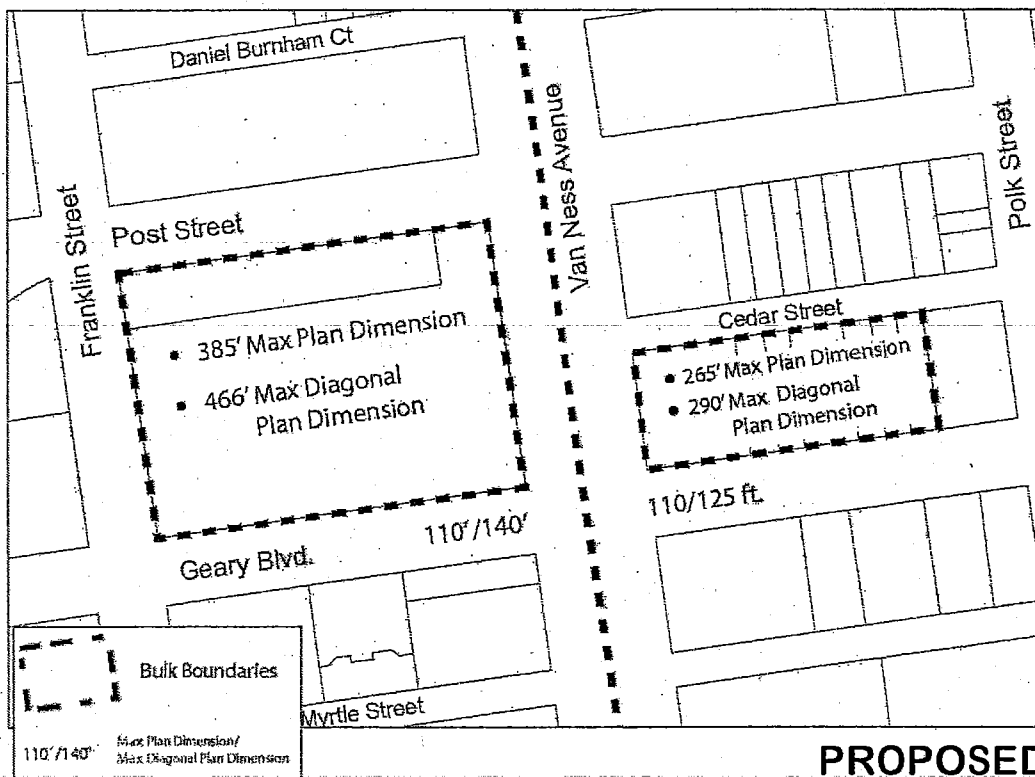 Daniel Burnham Ct
Van Ness Avenue
Polk Street
Franklin Street
Post Street
385' Max Plan Dimension
466' Max Diagonal
Plan Dimension
Cedar Street
265' Max Plan Dimension
290' Max Diagonal
Plan Dimension
110/125 ft.
110'/140'
Geary Blvd.
Bulk Boundaries
Myrtle Street
110'/140'
Max Plan Dimension/
Max Diagonal Plan Dimension
PROPOSED